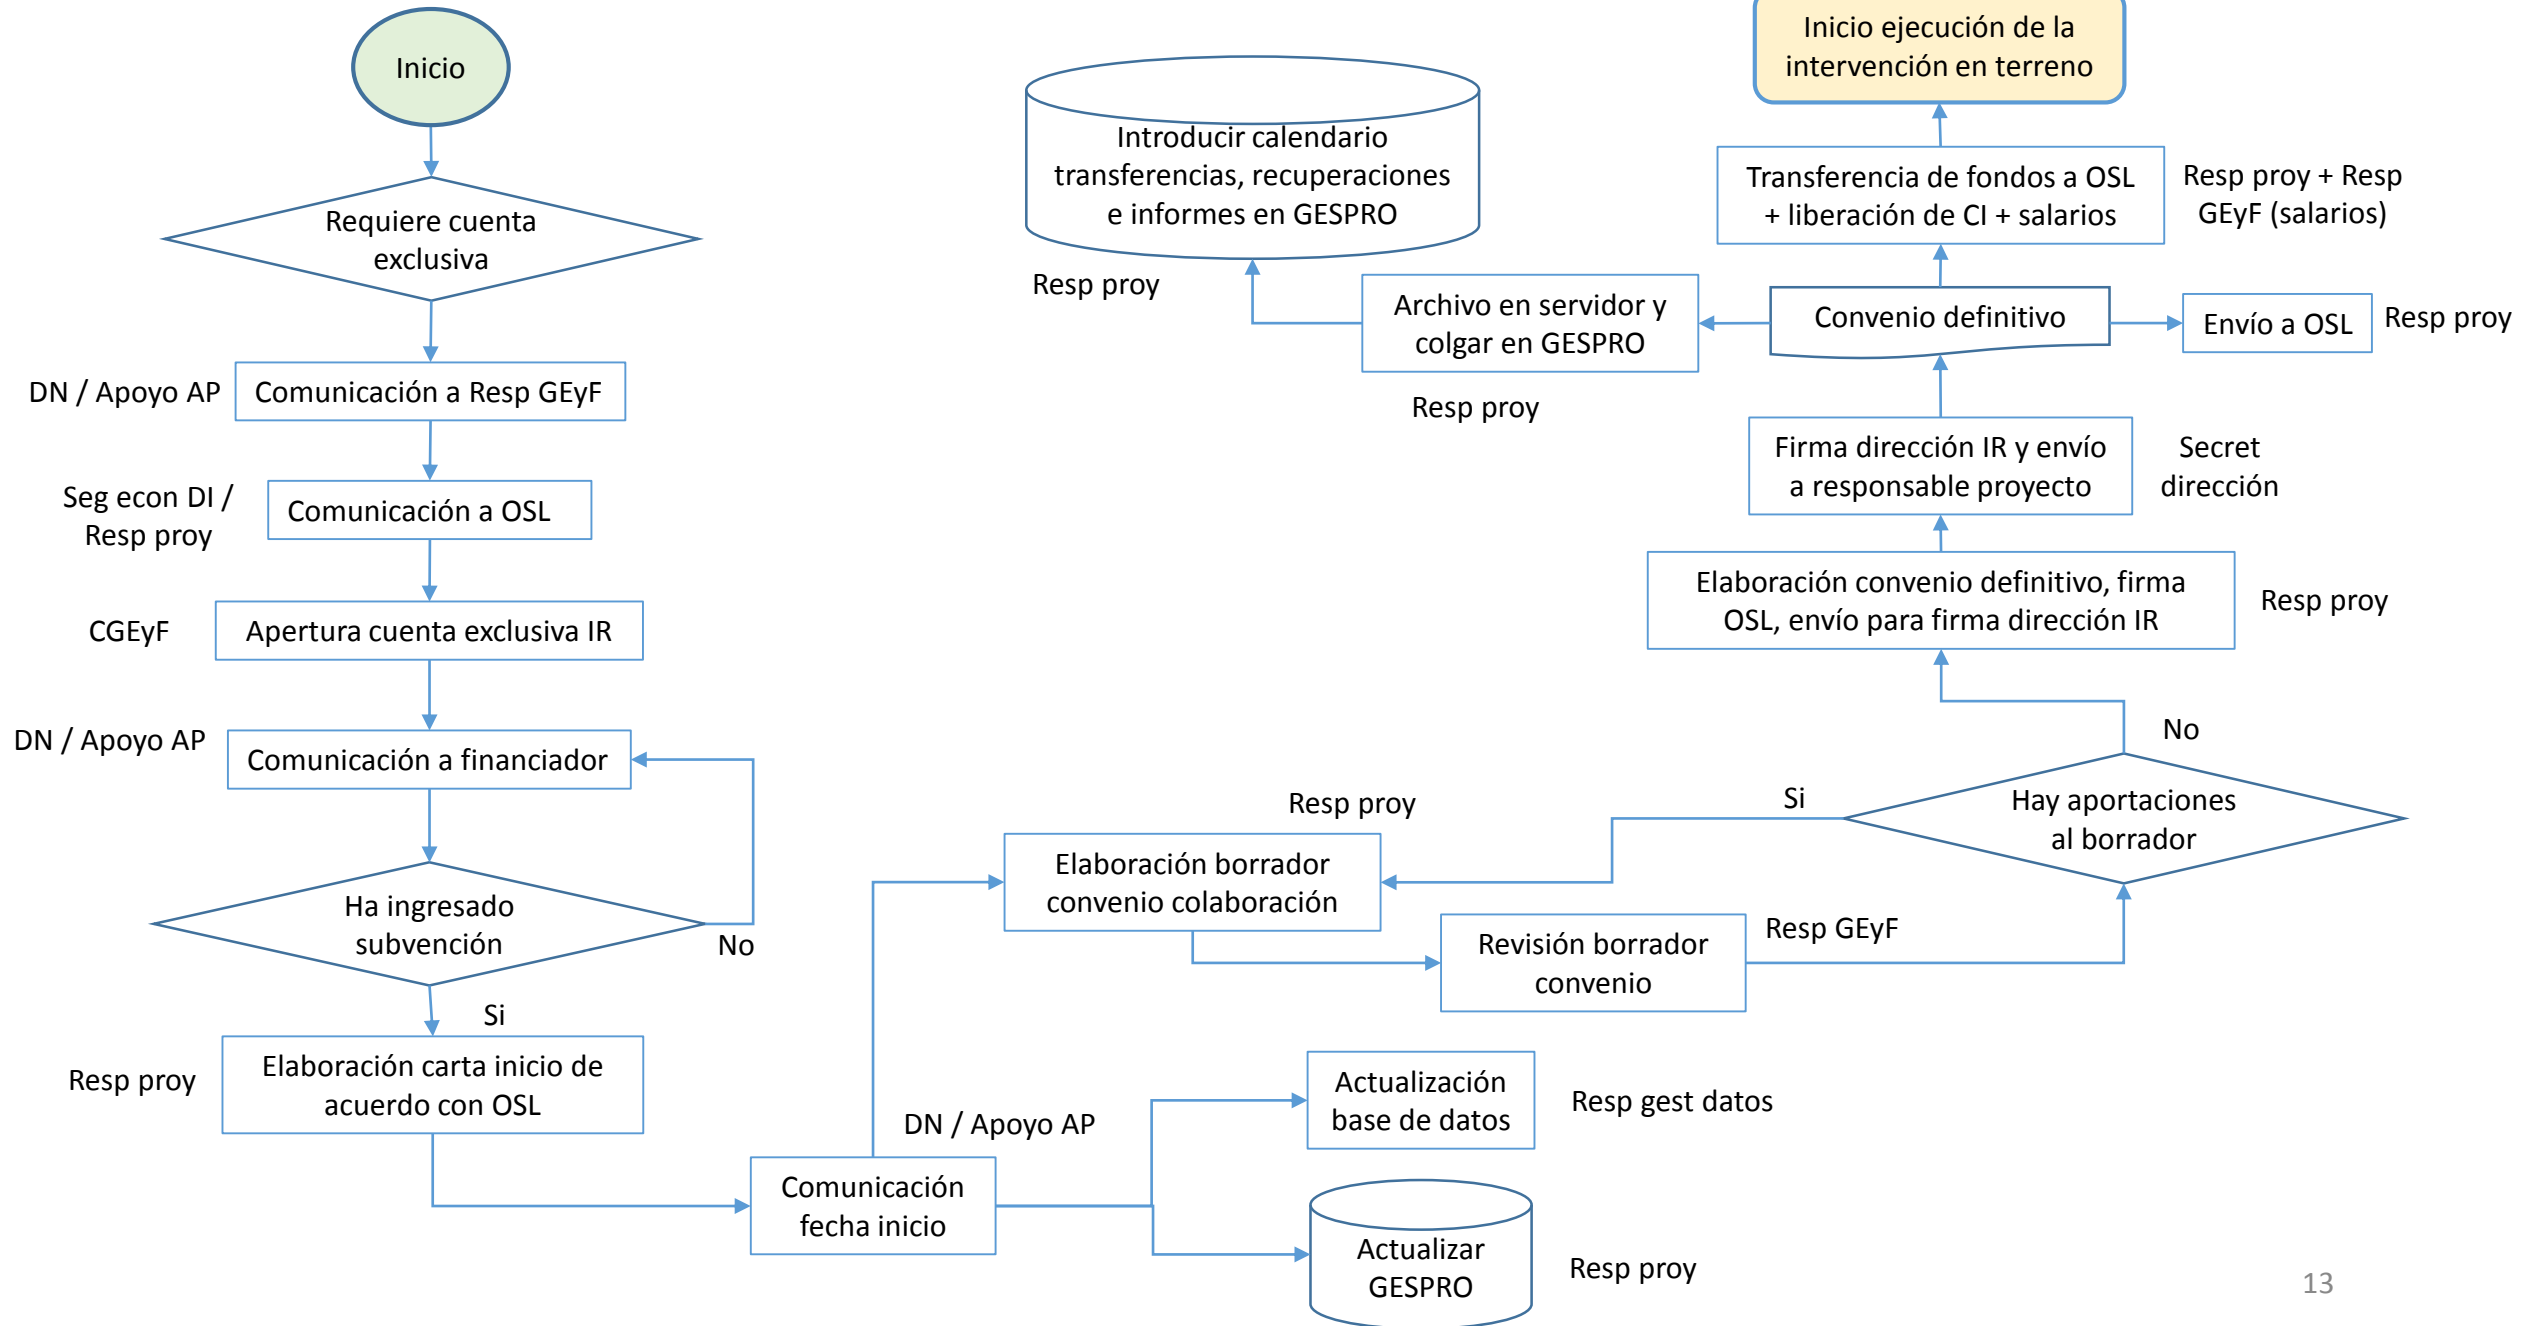 Inicio
Requiere cuenta
exclusiva
DN / Apoyo AP
Comunicación a Resp GEyF
Seg econ DI /
Resp proy
Comunicación a OSL
CGEyF
Apertura cuenta exclusiva IR
DN / Apoyo AP
Comunicación a financiador
Ha ingresado
subvención
No
Si
Resp proy
Elaboración carta inicio de
acuerdo con OSL
DN / Apoyo AP
Comunicación
fecha inicio
Actualización
base de datos
Resp gest datos
Actualizar
GESPRO
Resp proy
Resp proy
Elaboración borrador
convenio colaboración
Revisión borrador
convenio
Resp GEyF
Hay aportaciones
al borrador
Si
No
Elaboración convenio definitivo, firma
OSL, envío para firma dirección IR
Resp proy
Firma dirección IR y envío
a responsable proyecto
Secret
dirección
Convenio definitivo
Envío a OSL
Resp proy
Archivo en servidor y
colgar en GESPRO
Resp proy
Introducir calendario
transferencias, recuperaciones
e informes en GESPRO
Resp proy
Transferencia de fondos a OSL
+ liberación de CI + salarios
Resp proy + Resp
GEyF (salarios)
Inicio ejecución de la
intervención en terreno
13